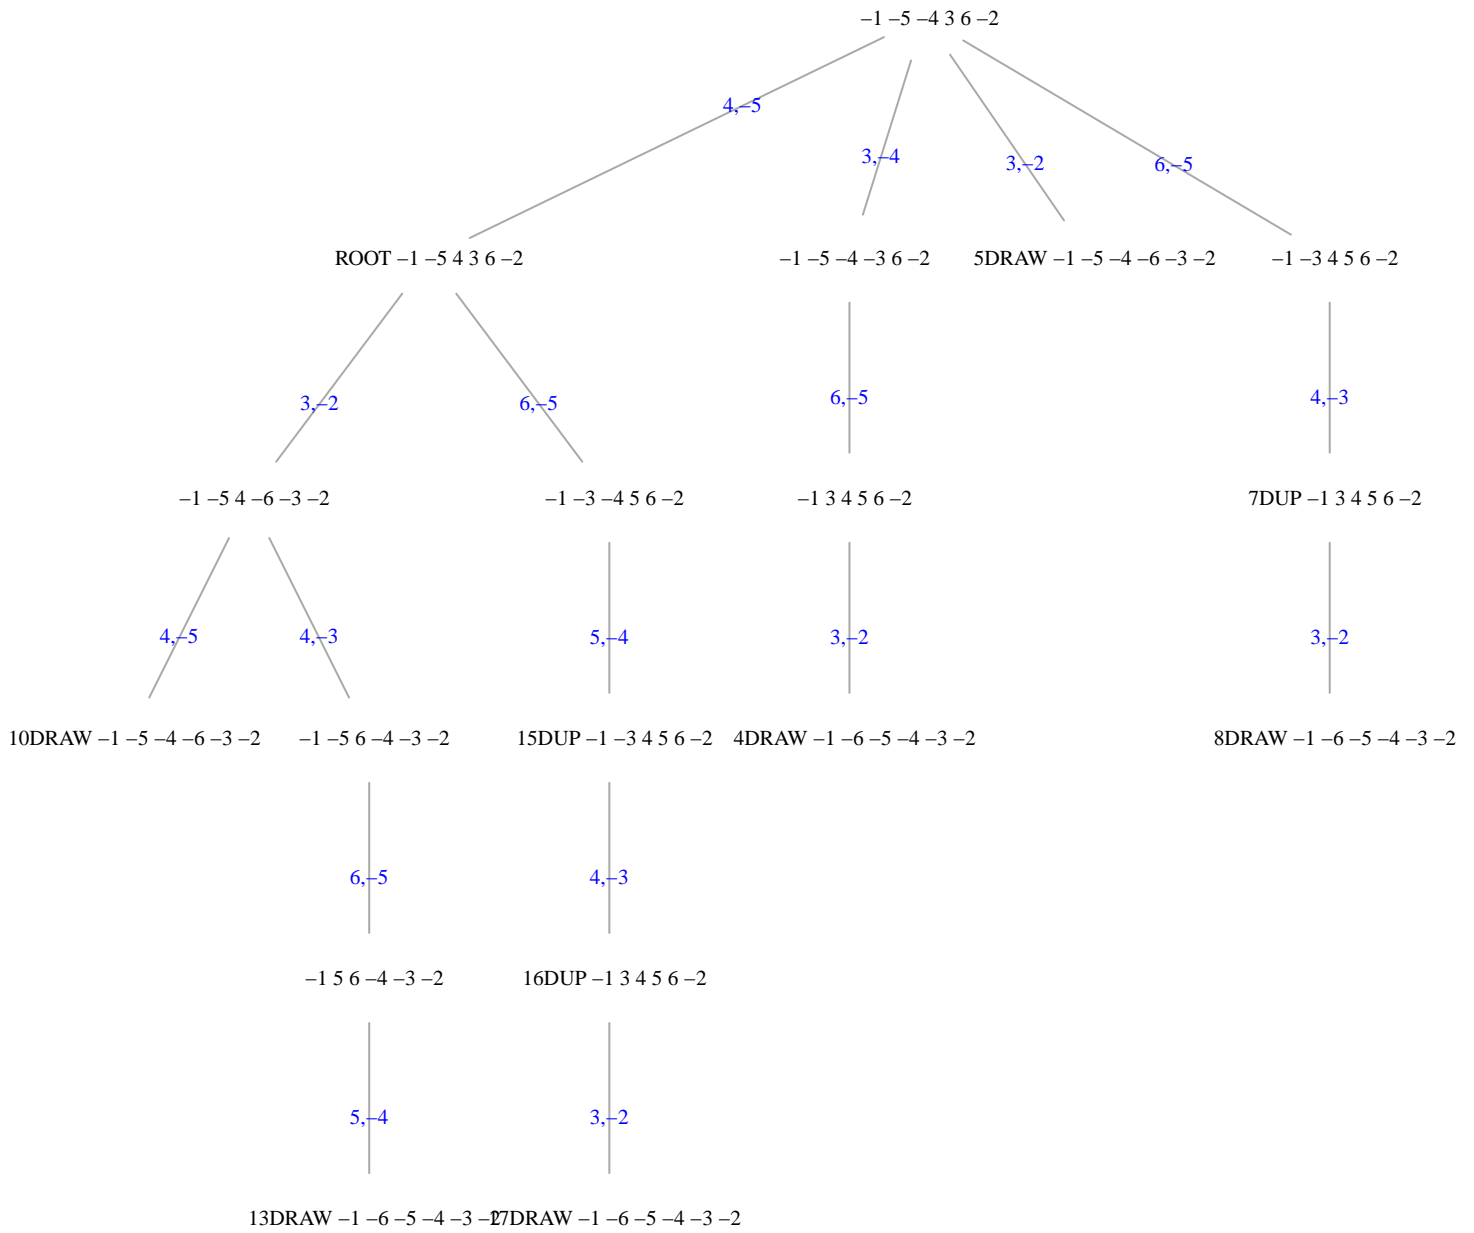 –1 –5 –4 3 6 –2
4,–5
3,–4
3,–2
6,–5
ROOT –1 –5 4 3 6 –2
–1 –5 –4 –3 6 –2
5DRAW –1 –5 –4 –6 –3 –2
–1 –3 4 5 6 –2
3,–2
6,–5
6,–5
4,–3
–1 –5 4 –6 –3 –2
–1 –3 –4 5 6 –2
–1 3 4 5 6 –2
7DUP –1 3 4 5 6 –2
4,–5
4,–3
5,–4
3,–2
3,–2
10DRAW –1 –5 –4 –6 –3 –2
–1 –5 6 –4 –3 –2
15DUP –1 –3 4 5 6 –2
4DRAW –1 –6 –5 –4 –3 –2
8DRAW –1 –6 –5 –4 –3 –2
6,–5
4,–3
–1 5 6 –4 –3 –2
16DUP –1 3 4 5 6 –2
5,–4
3,–2
13DRAW –1 –6 –5 –4 –3 –2
17DRAW –1 –6 –5 –4 –3 –2